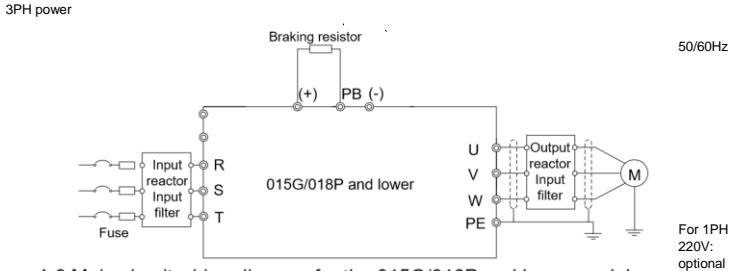 3PH power
Braking resistor
50/60Hz
(+) PB (-)
Input
reactor
Input
filter
R
S
T
Fuse
015G/018P and lower
U
V
W
PE
Output
reactor
Input
filter
M
For 1PH
220V:
optional